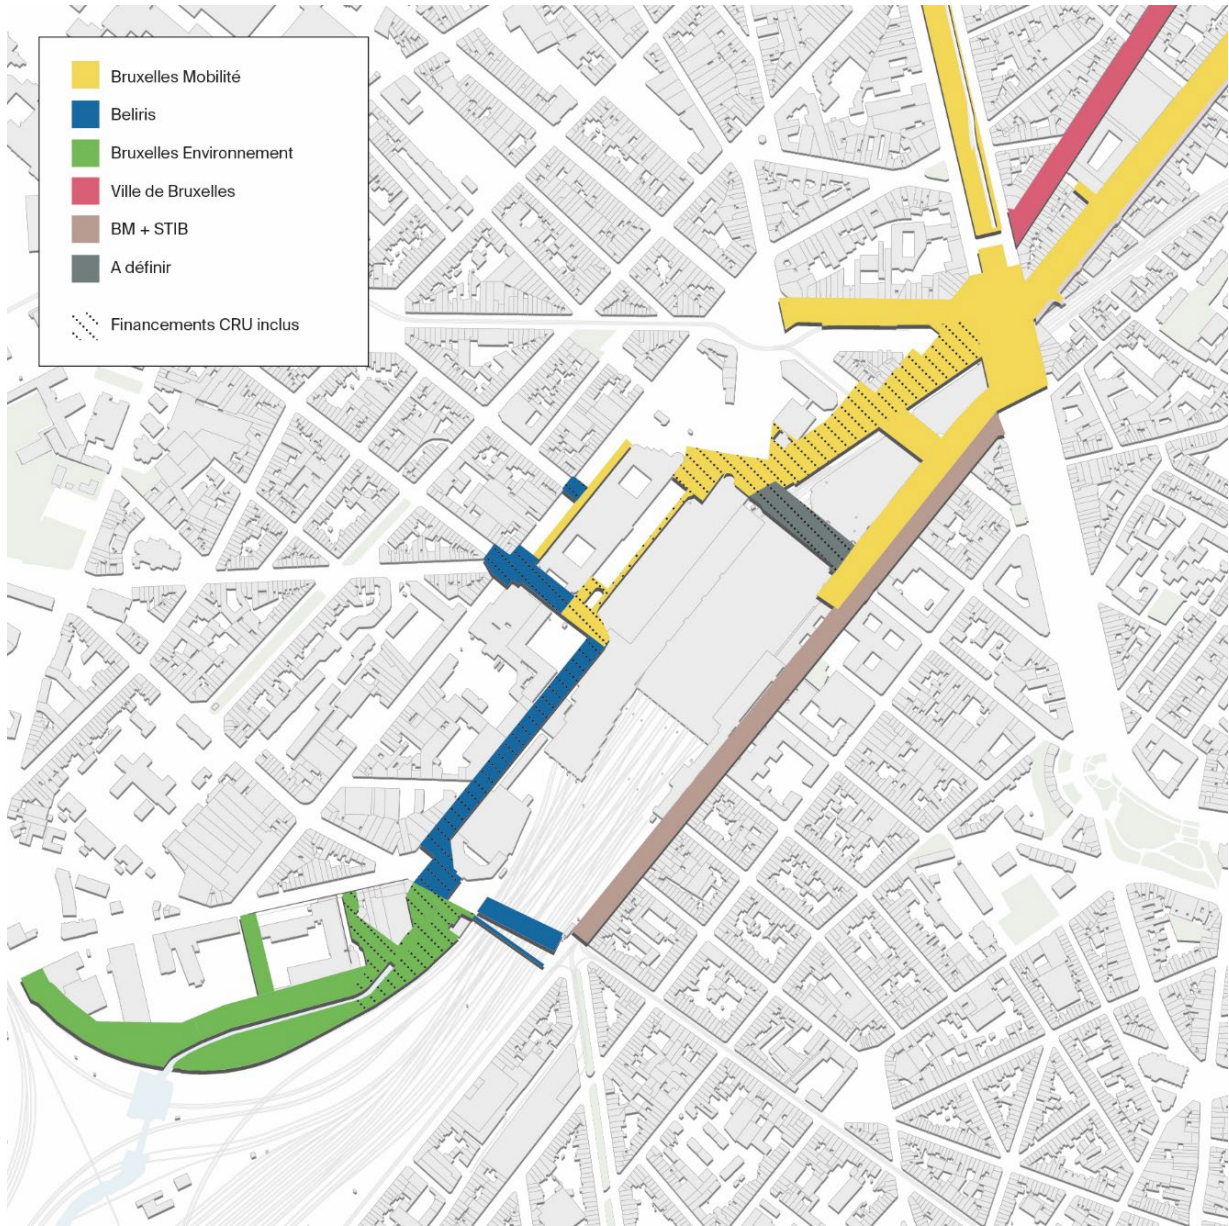 Bruxelles Mobilité
Beliris
Bruxelles Environnement
Ville de Bruxelles
BM + STIB
A définir
Financements CRU inclus